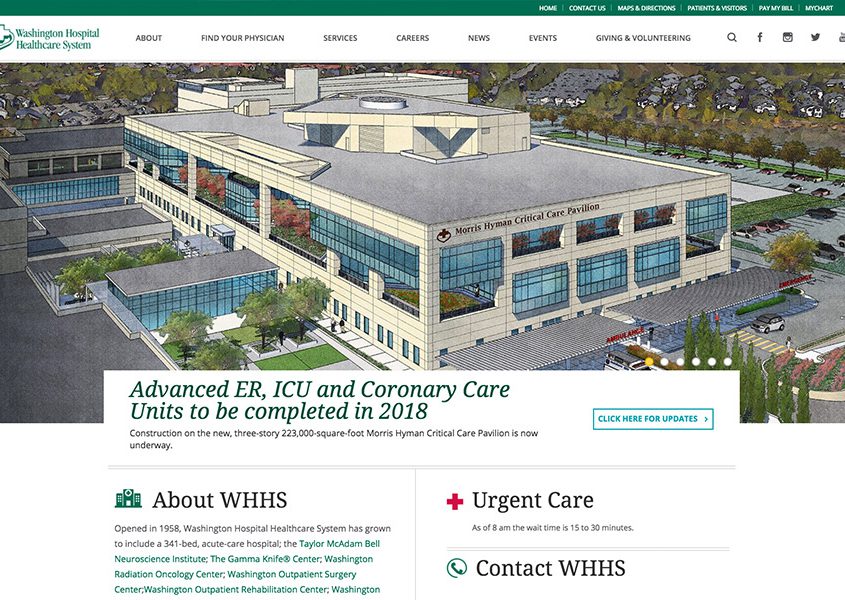 HOME | CONTACT US | MAPS & DIRECTIONS | PATIENTS & VISITORS | PAY MY BILL | MYCHART
Washington Hospital
Healthcare System
ABOUT FIND YOUR PHYSICIAN SERVICES CAREERS NEWS EVENTS GIVING & VOLUNTEERING
Morris Hyman Critical Care Pavilion
EMERGENCY
AMBULANCE
Advanced ER, ICU and Coronary Care
Units to be completed in 2018
CLICK HERE FOR UPDATES
Construction on the new, three-story 223,000-square-foot Morris Hyman Critical Care Pavilion is now
underway.
About WHHS
Opened in 1958, Washington Hospital Healthcare System has grown
to include a 341-bed, acute-care hospital; the Taylor McAdam Bell
Neuroscience Institute; The Gamma Knife® Center; Washington
Radiation Oncology Center; Washington Outpatient Surgery
Center;Washington Outpatient Rehabilitation Center; Washington
Urgent Care
As of 8 am the wait time is 15 to 30 minutes.
Contact WHHS